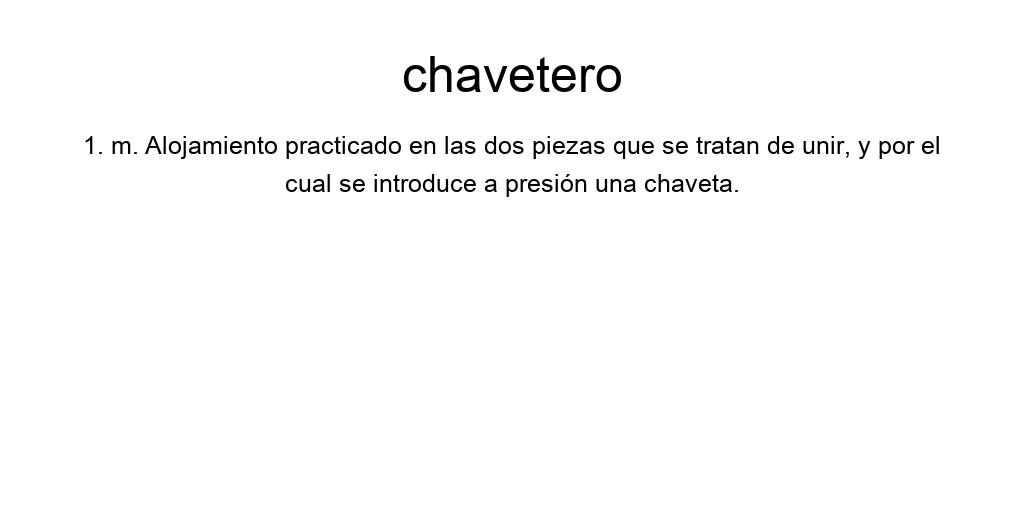 chavetero
1. m. Alojamiento practicado en las dos piezas que se tratan de unir, y por el
cual se introduce a presión una chaveta.